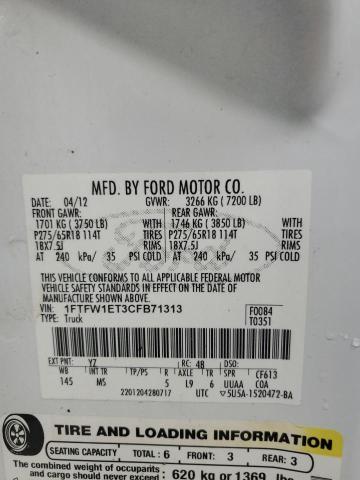 MFD. BY FORD MOTOR CO.
DATE: 04/12 GVWR: 3266 KG ( 7200 LB)
FRONT GAWR: REAR GAWR:
1701 KG ( 3750 LB) WITH 1746 KG ( 3850 LB) WITH
P275/65R18 114T TIRES P275/65R18 114T TIRES
18X7.5J RIMS 18X7.5J RIMS
AT 240 kPa/ 35 PSI COLD AT 240 kPa/ 35 PSI COLD
THIS VEHICLE CONFORMS TO ALL APPLICABLE FEDERAL MOTOR
VEHICLE SAFETY STANDARDS IN EFFECT ON THE DATE OF
MANUFACTURE SHOWN ABOVE.
VIN: 1FTFW1ET3CFB71313 F0084
TYPE: Truck T0351
EXT PNT: YZ RC: 48 DSO:
WB INT TR TP/PS R AXLE TR SPR CF613
145 MS 5 L9 6 UUAA COA
2201204280717 UTC 5U5A-1520472-BA
TIRE AND LOADING INFORMATION
SEATING CAPACITY TOTAL: 6 FRONT: 3 REAR: 3
The combined weight of occupants
620 kg or 1369 lbs